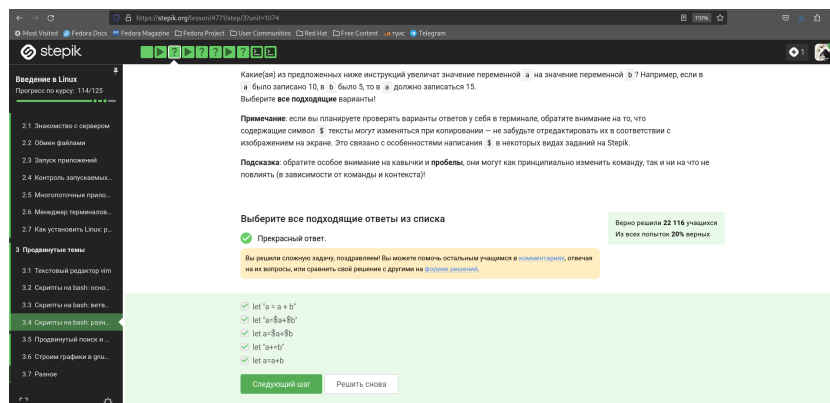 https://stepik.org/lesson/4771/step/3?unit=1074
110%
Most Visited Fedora Docs Fedora Magazine Fedora Project User Communities Red Hat Free Content Telegram
stepik
1
Введение в Linux
Прогресс по курсу: 114/125
2.1 Знакомство с сервером
2.2 Обмен файлами
2.3 Запуск приложений
2.4 Контроль запускаемых...
2.5 Многопоточные прило...
2.6 Менеджер терминалов...
2.7 Как установить Linux: р...
3 Продвинутые темы
3.1 Текстовый редактор vim
3.2 Скрипты на bash: осно...
3.3 Скрипты на bash: ветв...
3.4 Скрипты на bash: разн...
3.5 Продвинутый поиск и ...
3.6 Строим графики в gnu...
3.7 Разное
Какие(ая) из предложенных ниже инструкций увеличат значение переменной a на значение переменной b ? Например, если в
a было записано 10, в b было 5, то в a должно записаться 15.
Выберите все подходящие варианты!
Примечание: если вы планируете проверять варианты ответов у себя в терминале, обратите внимание на то, что
содержащие символ $ тексты могут изменяться при копировании — не забудьте отредактировать их в соответствии с
изображением на экране. Это связано с особенностями написания $ в некоторых видах заданий на Stepik.
Подсказка: обратите особое внимание на кавычки и пробелы, они могут как принципиально изменить команду, так и ни на что не
повлиять (в зависимости от команды и контекста)!
Выберите все подходящие ответы из списка
Верно решили 22 116 учащихся
Из всех попыток 20% верных
Прекрасный ответ.
Вы решили сложную задачу, поздравляем! Вы можете помочь остальным учащимся в комментариях, отвечая
на их вопросы, или сравнить своё решение с другими на форуме решений.
let "a = a + b"
let "a=$a+$b"
let a=$a+$b
let "a+=b"
let a=a+b
Следующий шаг
Решить снова